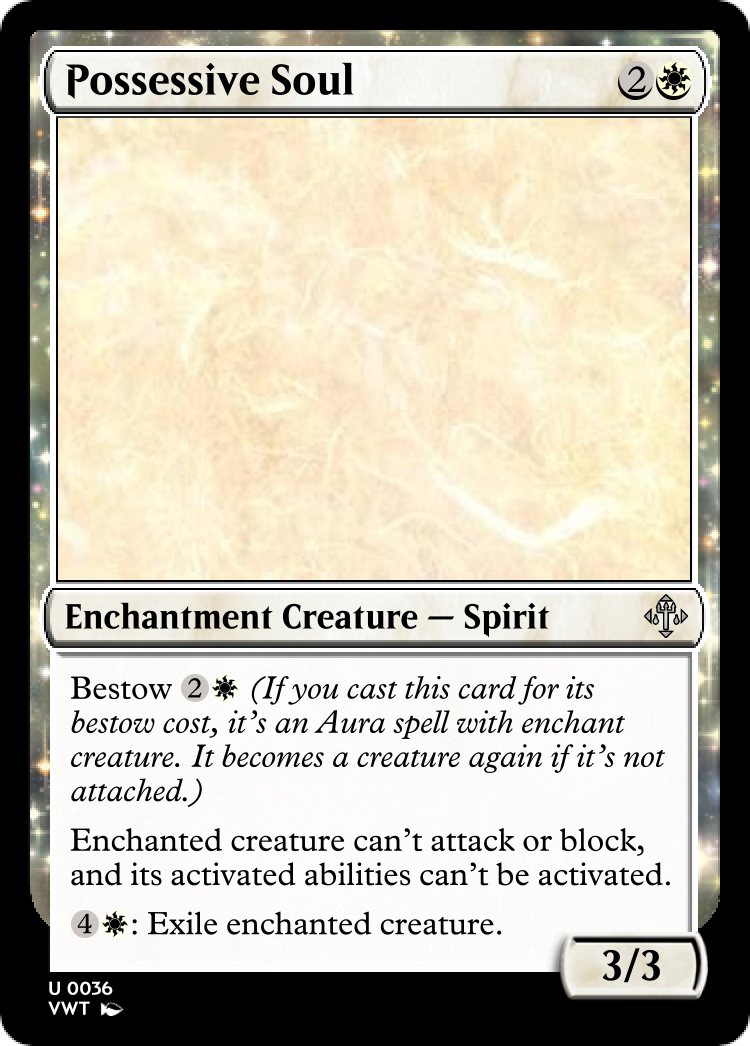 Possessive Soul 2
Enchantment Creature — Spirit
Bestow 2 (If you cast this card for its
bestow cost, it's an Aura spell with enchant
creature. It becomes a creature again if it's not
attached.)
Enchanted creature can't attack or block,
and its activated abilities can't be activated.
4 : Exile enchanted creature.
3/3
U 0036
VWT